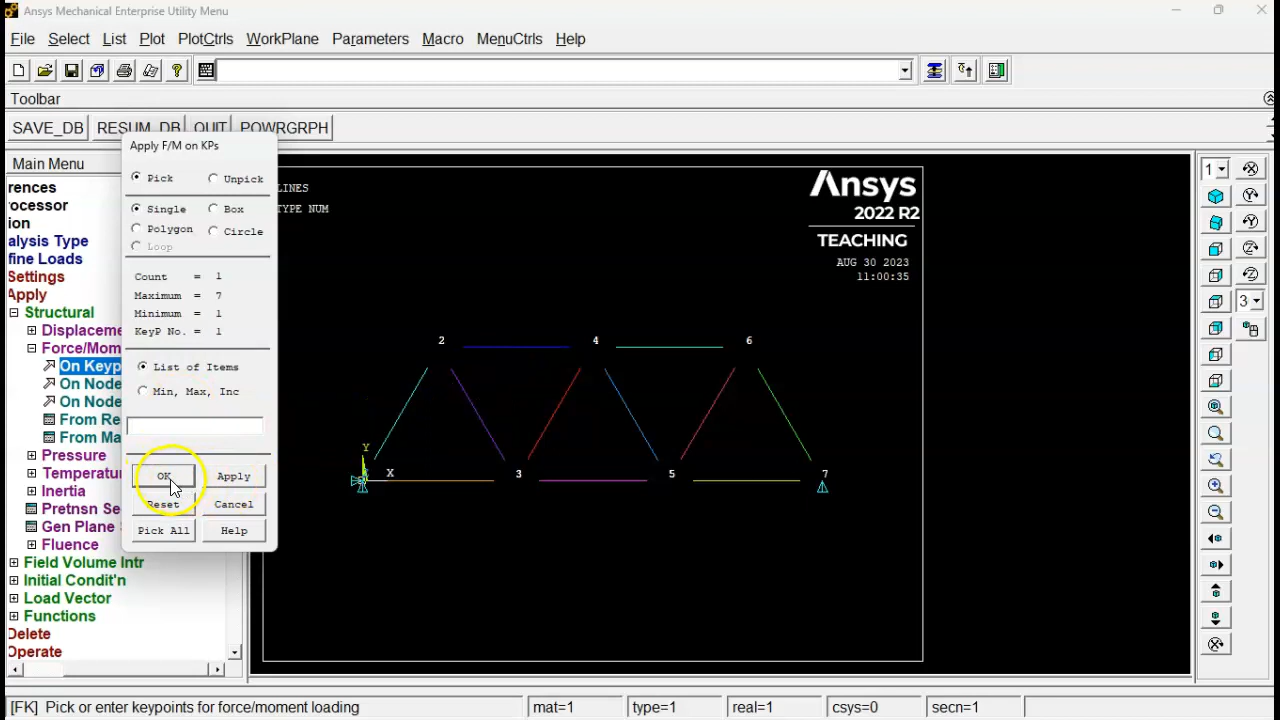 Ansys Mechanical Enterprise Utility Menu
File Select List Plot PlotCtrls WorkPlane Parameters Macro MenuCtrls Help
Toolbar
SAVE_DB RESUM_DB QUIT POWRGRPH
Main Menu
rences
ocessor
ion
alysis Type
fine Loads
Settings
Apply
Structural
Displaceme
Force/Mom
On Keyp
On Node
On Node
From Re
From Ma
Pressure
Temperatu
Inertia
Pretnsn Se
Gen Plane
Fluence
Field Volume Intr
Initial Condit'n
Load Vector
Functions
Delete
Operate
Apply F/M on KPs
Pick Unpick
Single Box
Polygon Circle
Loop
Count = 1
Maximum = 7
Minimum = 1
KeyP No. = 1
List of Items
Min, Max, Inc
OK Apply
Reset Cancel
Pick All Help
LINES
TYPE NUM
Ansys
2022 R2
TEACHING
AUG 30 2023
11:00:35
2 4 6
Y
X 3 5 7
1
3
[FK] Pick or enter keypoints for force/moment loading
mat=1 type=1 real=1 csys=0 secn=1